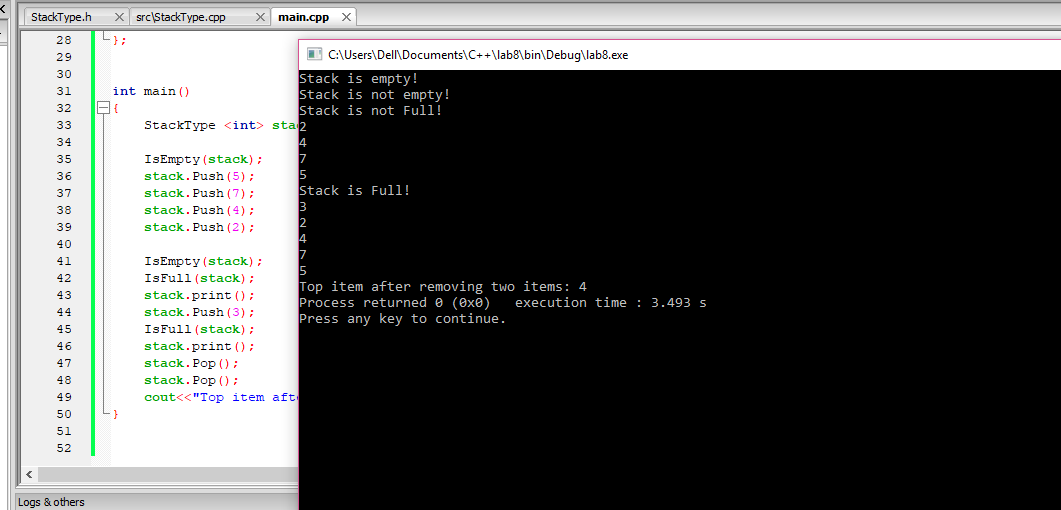 StackType.h × src\StackType.cpp × main.cpp ×
28 };
29
30
31 int main()
32 {
33 StackType <int>
34
35 IsEmpty(stack);
36 stack.Push(5);
37 stack.Push(7);
38 stack.Push(4);
39 stack.Push(2);
40
41 IsEmpty(stack);
42 IsFull(stack);
43 stack.print();
44 stack.Push(3);
45 IsFull(stack);
46 stack.print();
47 stack.Pop();
48 stack.Pop();
49 cout<<"Top item
50 }
51
52
Logs & others
C:\Users\Dell\Documents\C++\lab8\bin\Debug\lab8.exe
Stack is empty!
Stack is not empty!
Stack is not Full!
2
4
7
5
Stack is Full!
3
2
4
7
5
Top item after removing two items: 4
Process returned 0 (0x0)   execution time : 3.493 s
Press any key to continue.